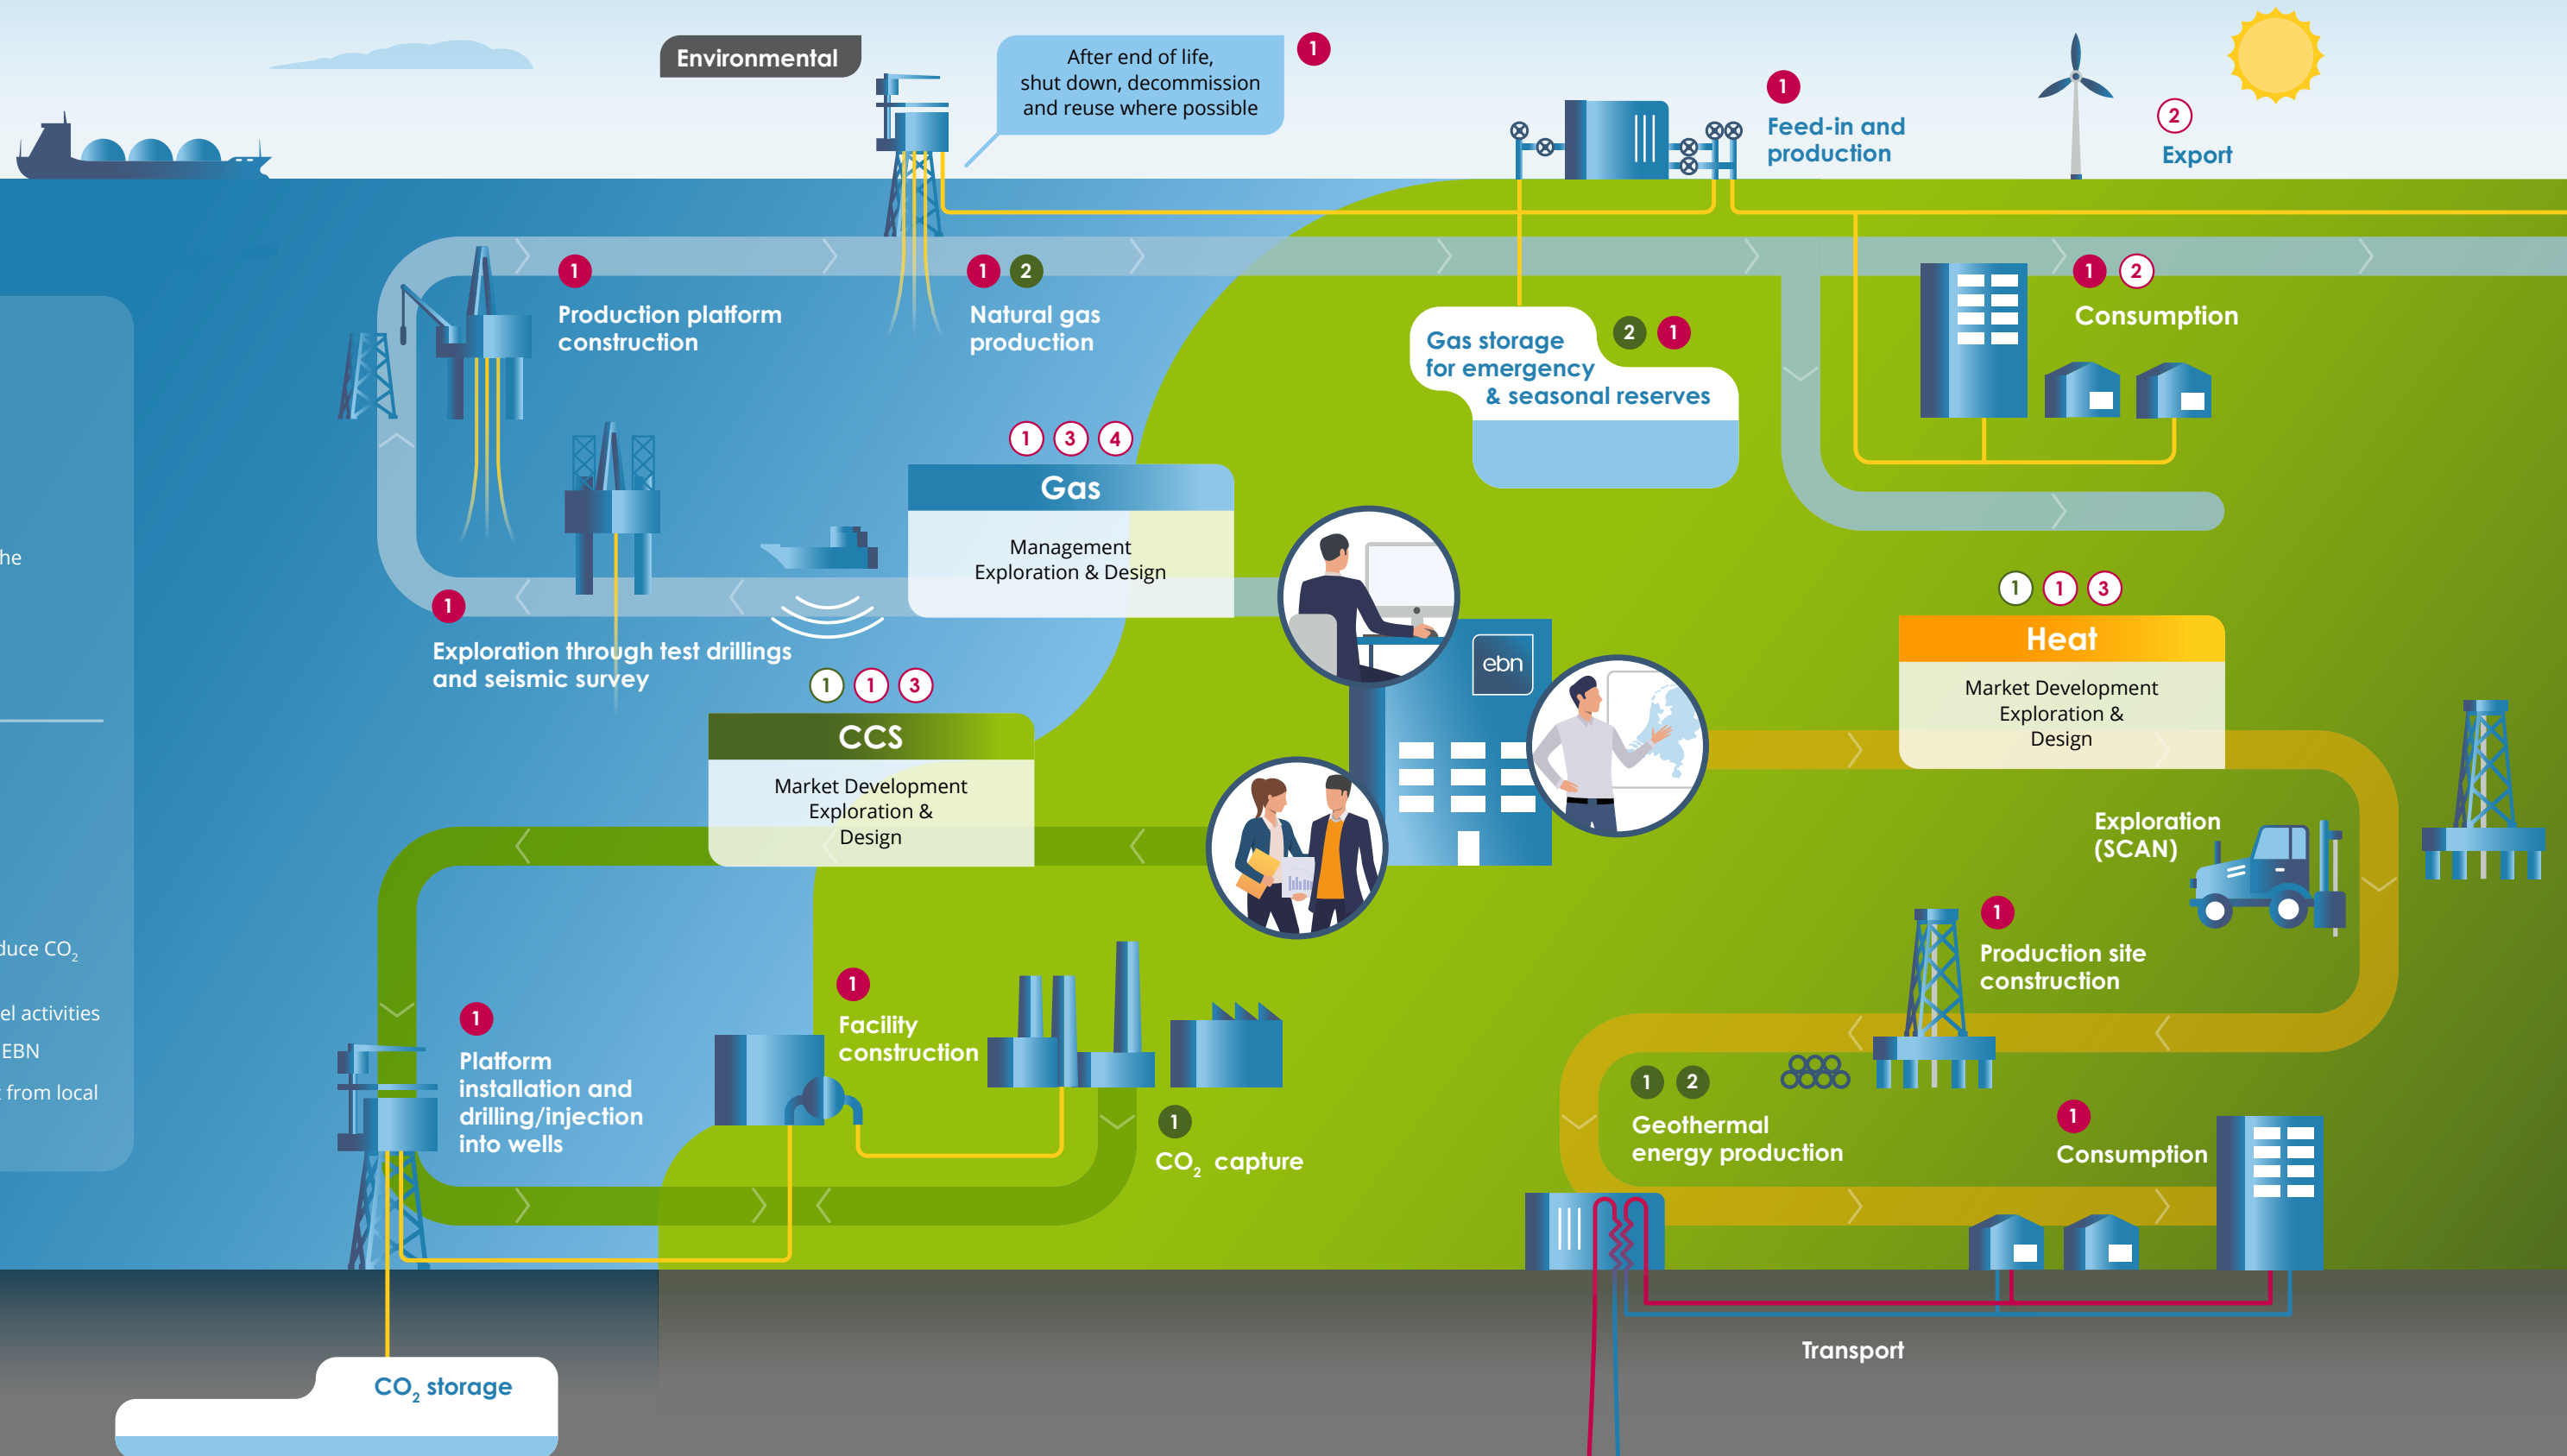 Environmental
After end of life,
shut down, decommission
and reuse where possible
1
1
Feed-in and
production
2
Export
1
Production platform
construction
1 2
Natural gas
production
Gas storage
for emergency
& seasonal reserves
2 1
1 2
Consumption
1 3 4
Gas
Management
Exploration & Design
1
Exploration through test drillings
and seismic survey
1 1 3
CCS
Market Development
Exploration &
Design
ebn
1 1 3
Heat
Market Development
Exploration &
Design
Exploration
(SCAN)
1
Production site
construction
1 2
Geothermal
energy production
1
Consumption
1
Platform
installation and
drilling/injection
into wells
1
Facility
construction
1
CO2 capture
Transport
CO2 storage
he
duce CO2
el activities
EBN
from local